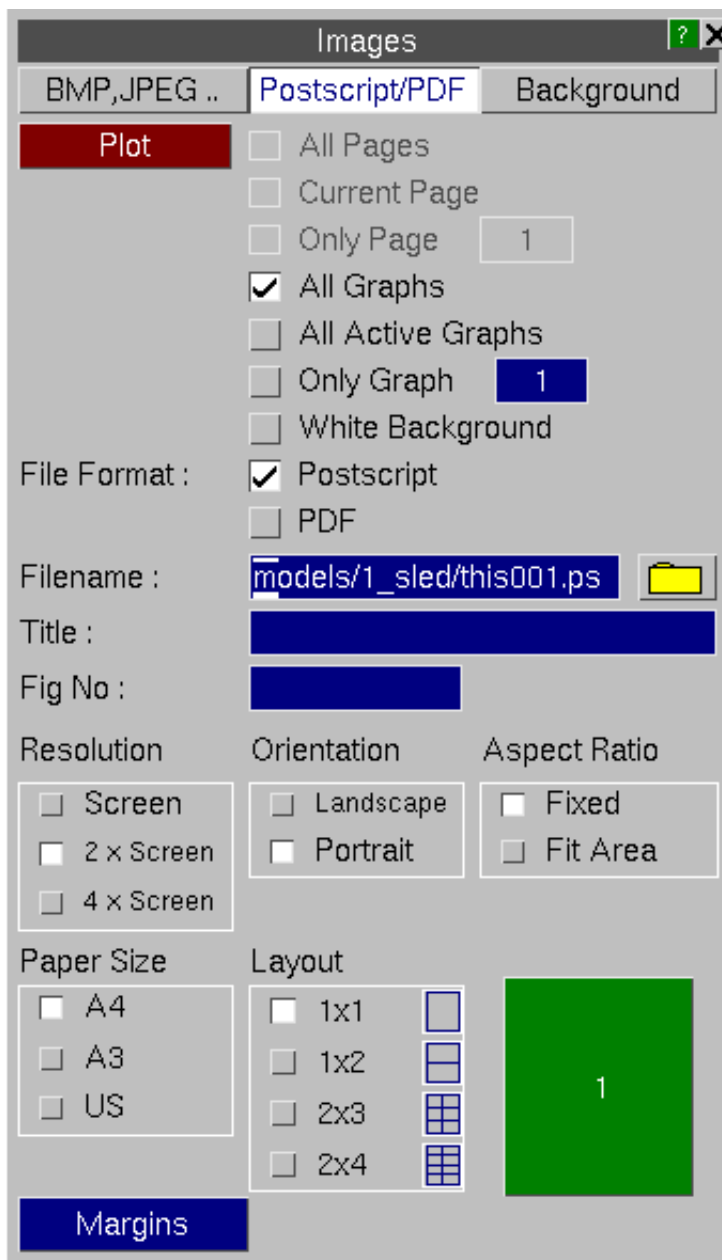 Images ? X
BMP,JPEG .. Postscript/PDF Background
Plot All Pages
Current Page
Only Page 1
All Graphs
All Active Graphs
Only Graph 1
White Background
File Format : Postscript
PDF
Filename : models/1_sled/this001.ps
Title :
Fig No :
Resolution Orientation Aspect Ratio
Screen Landscape Fixed
2 x Screen Portrait Fit Area
4 x Screen
Paper Size Layout
A4 1x1
A3 1x2
US 2x3
2x4
1
Margins